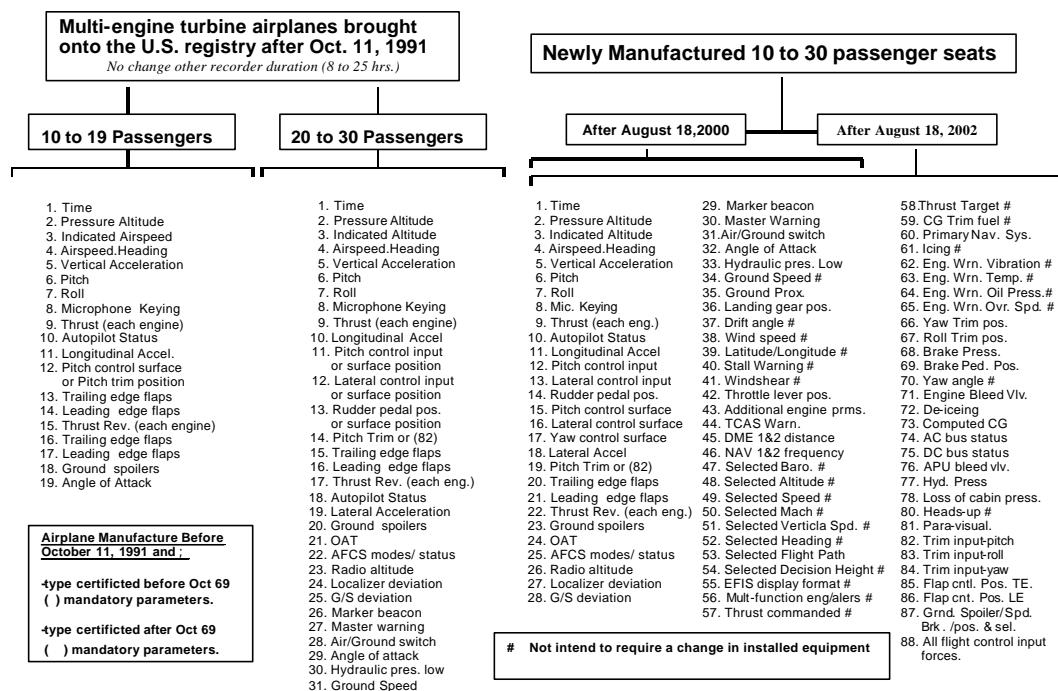 Multi-engine turbine airplanes brought
onto the U.S. registry after Oct. 11, 1991
No change other recorder duration (8 to 25 hrs.)
10 to 19 Passengers
20 to 30 Passengers
1. Time
2. Pressure Altitude
3. Indicated Airspeed
4. Airspeed.Heading
5. Vertical Acceleration
6. Pitch
7. Roll
8. Microphone Keying
9. Thrust (each engine)
10. Autopilot Status
11. Longitudinal Accel.
12. Pitch control surface
or Pitch trim position
13. Trailing edge flaps
14. Leading edge flaps
15. Thrust Rev. (each engine)
16. Trailing edge flaps
17. Leading edge flaps
18. Ground spoilers
19. Angle of Attack
Airplane Manufacture Before
October 11, 1991 and ;
-type certificted before Oct 69
( ) mandatory parameters.
-type certificted after Oct 69
( ) mandatory parameters.
1. Time
2. Pressure Altitude
3. Indicated Altitude
4. Airspeed.Heading
5. Vertical Acceleration
6. Pitch
7. Roll
8. Microphone Keying
9. Thrust (each engine)
10. Longitudinal Accel
11. Pitch control input
or surface position
12. Lateral control input
or surface position
13. Rudder pedal pos.
14. Pitch Trim or (82)
15. Trailing edge flaps
16. Leading edge flaps
17. Thrust Rev. (each eng.)
18. Autopilot Status
19. Lateral Acceleration
20. Ground spoilers
21. OAT
22. AFCS modes/ status
23. Radio altitude
24. Localizer deviation
25. G/S deviation
26. Marker beacon
27. Master warning
28. Air/Ground switch
29. Angle of attack
30. Hydraulic pres. low
31. Ground Speed
Newly Manufactured 10 to 30 passenger seats
After August 18,2000
After August 18, 2002
1. Time
2. Pressure Altitude
3. Indicated Altitude
4. Airspeed.Heading
5. Vertical Acceleration
6. Pitch
7. Roll
8. Mic. Keying
9. Thrust (each eng.)
10. Autopilot Status
11. Longitudinal Accel
12. Pitch control input
13. Lateral control input
14. Rudder pedal pos.
15. Pitch control surface
16. Lateral control surface
17. Yaw control surface
18. Lateral Accel
19. Pitch Trim or (82)
20. Trailing edge flaps
21. Leading edge flaps
22. Thrust Rev. (each eng.)
23. Ground spoilers
24. OAT
25. AFCS modes/ status
26. Radio altitude
27. Localizer deviation
28. G/S deviation
29. Marker beacon
30. Master Warning
31.Air/Ground switch
32. Angle of Attack
33. Hydraulic pres. Low
34. Ground Speed #
35. Ground Prox.
36. Landing gear pos.
37. Drift angle #
38. Wind speed #
39. Latitude/Longitude #
40. Stall Warning #
41. Windshear #
42. Throttle lever pos.
43. Additional engine prms.
44. TCAS Warn.
45. DME 1&2 distance
46. NAV 1&2 frequency
47. Selected Baro. #
48. Selected Altitude #
49. Selected Speed #
50. Selected Mach #
51. Selected Verticla Spd. #
52. Selected Heading #
53. Selected Flight Path
54. Selected Decision Height #
55. EFIS display format #
56. Mult-function eng/alers #
57. Thrust commanded #
58.Thrust Target #
59. CG Trim fuel #
60. Primary Nav. Sys.
61. Icing #
62. Eng. Wrn. Vibration #
63. Eng. Wrn. Temp. #
64. Eng. Wrn. Oil Press.#
65. Eng. Wrn. Ovr. Spd. #
66. Yaw Trim pos.
67. Roll Trim pos.
68. Brake Press.
69. Brake Ped. Pos.
70. Yaw angle #
71. Engine Bleed Vlv.
72. De-iceing
73. Computed CG
74. AC bus status
75. DC bus status
76. APU bleed vlv.
77. Hyd. Press
78. Loss of cabin press.
80. Heads-up #
81. Para-visual.
82. Trim input-pitch
83. Trim input-roll
84. Trim input-yaw
85. Flap cntl. Pos. TE.
86. Flap cnt. Pos. LE
87. Grnd. Spoiler/Spd.
Brk . /pos. & sel.
88. All flight control input
forces.
# Not intend to require a change in installed equipment